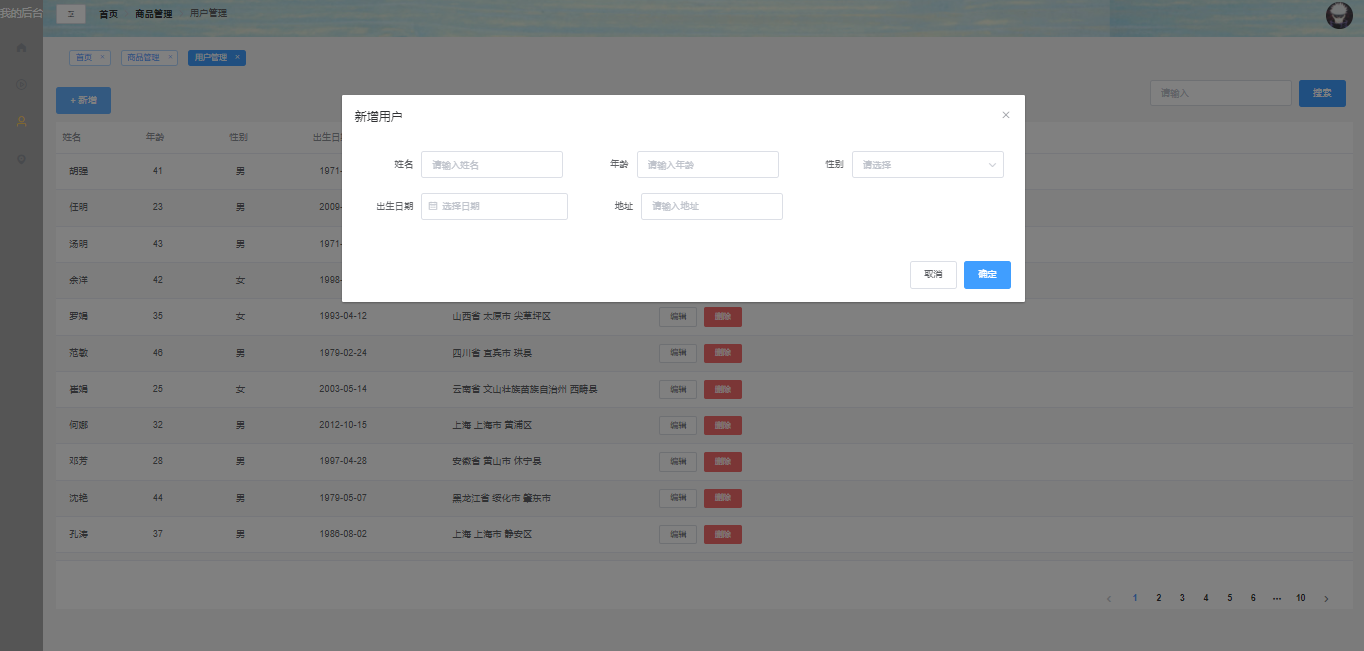 我的后台
首页 商品管理 用户管理
首页 × 商品管理 × 用户管理 ×
+ 新增 请输入 搜索
姓名 年龄 性别 出生日
新增用户 ×
姓名 请输入姓名 年龄 请输入年龄 性别 请选择
出生日期 选择日期 地址 请输入地址
取消 确定
胡强 41 男 1971-
任明 23 男 2009-
汤明 43 男 1971-
余洋 42 女 1998-
罗娟 35 女 1993-04-12 山西省 太原市 尖草坪区 编辑 删除
范敏 46 男 1979-02-24 四川省 宜宾市 珙县 编辑 删除
崔娟 25 女 2003-05-14 云南省 文山壮族苗族自治州 西畴县 编辑 删除
何娜 32 男 2012-10-15 上海 上海市 黄浦区 编辑 删除
邓芳 28 男 1997-04-28 安徽省 黄山市 休宁县 编辑 删除
沈艳 44 男 1979-05-07 黑龙江省 绥化市 肇东市 编辑 删除
孔涛 37 男 1986-08-02 上海 上海市 静安区 编辑 删除
‹ 1 2 3 4 5 6 ··· 10 ›